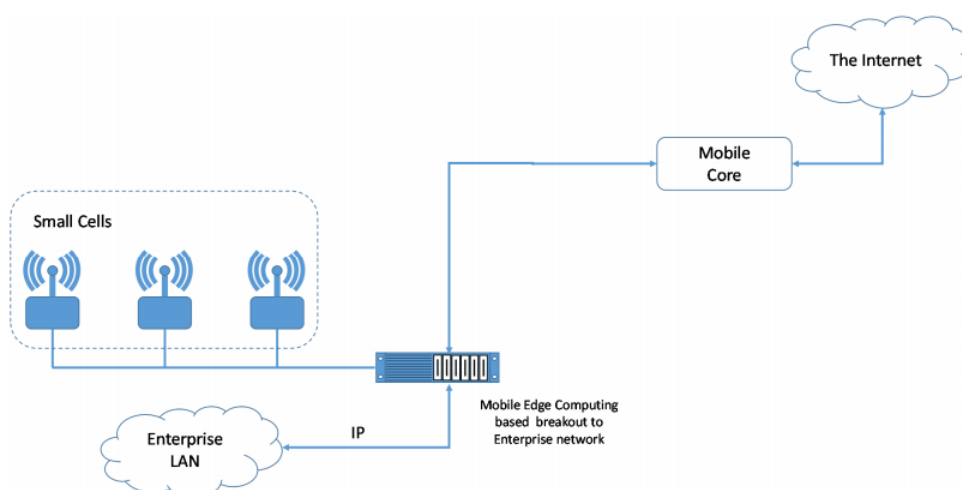 The Internet
Mobile
Core
Small Cells
Mobile Edge Computing
based breakout to
Enterprise network
IP
Enterprise
LAN